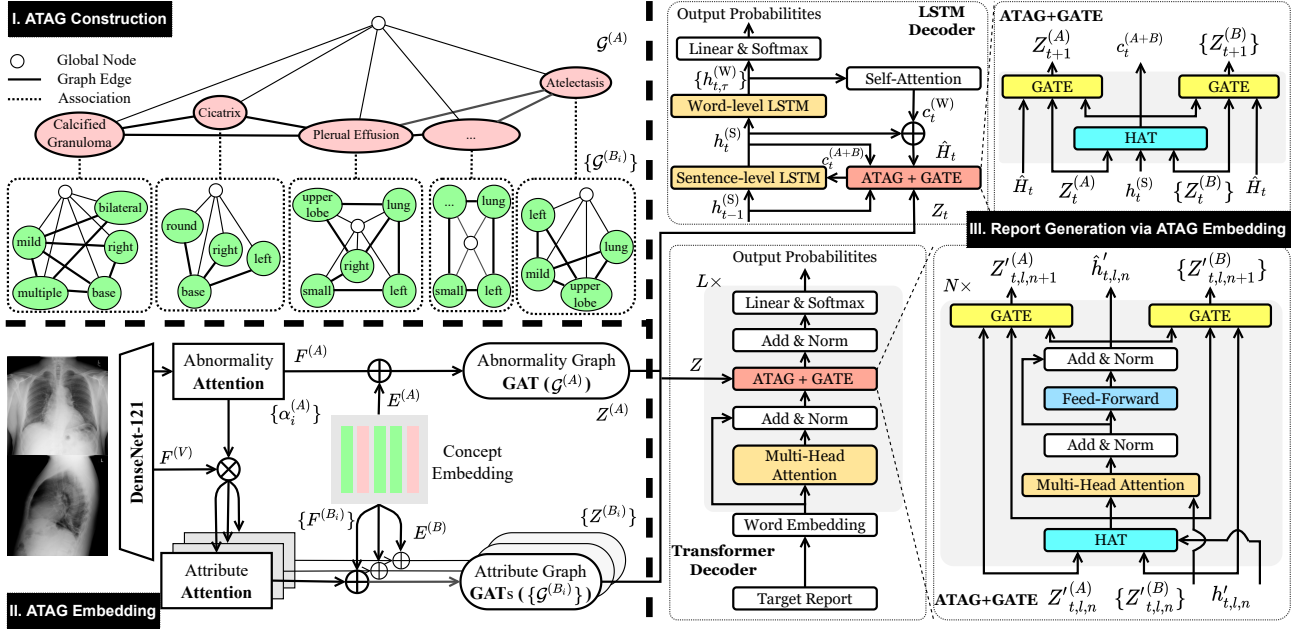 I. ATAG Construction
Global Node
Graph Edge
Association
𝒢^(A)
Atelectasis
Cicatrix
Calcified
Granuloma
Plerual Effusion
...
{𝒢^(B_i)}
bilateral
mild
right
multiple
base
round
right
left
base
upper
lobe
lung
right
small
left
...
lung
small
left
left
lung
mild
upper
lobe
II. ATAG Embedding
DenseNet-121
Abnormality
Attention
F^(A)
{α_i^(A)}
F^(V)
E^(A)
Concept
Embedding
Abnormality Graph
GAT (𝒢^(A))
Z^(A)
{F^(B_i)}
E^(B)
{Z^(B_i)}
Attribute
Attention
Attribute Graph
GATs ({𝒢^(B_i)})
LSTM
Decoder
Output Probabilitites
Linear & Softmax
{h_{t,τ}^(W)}
Self-Attention
Word-level LSTM
c_t^(W)
h_t^(S)
c_t^(A+B)
Ĥ_t
Sentence-level LSTM
ATAG + GATE
h_{t-1}^(S)
Z_t
ATAG+GATE
Z_{t+1}^(A)
c_t^(A+B)
{Z_{t+1}^(B)}
GATE
GATE
HAT
Ĥ_t
Z_t^(A)
h_t^(S)
{Z_t^(B)}
Ĥ_t
III. Report Generation via ATAG Embedding
Output Probabilitites
L×
Linear & Softmax
Add & Norm
Z
ATAG + GATE
Add & Norm
Multi-Head
Attention
Word Embedding
Transformer
Decoder
Target Report
Z'^(A)_{t,l,n+1}
ĥ'_{t,l,n}
{Z'^(B)_{t,l,n+1}}
N×
GATE
GATE
Add & Norm
Feed-Forward
Add & Norm
Multi-Head Attention
HAT
ATAG+GATE
Z'^(A)_{t,l,n}
{Z'^(B)_{t,l,n}}
h'_{t,l,n}